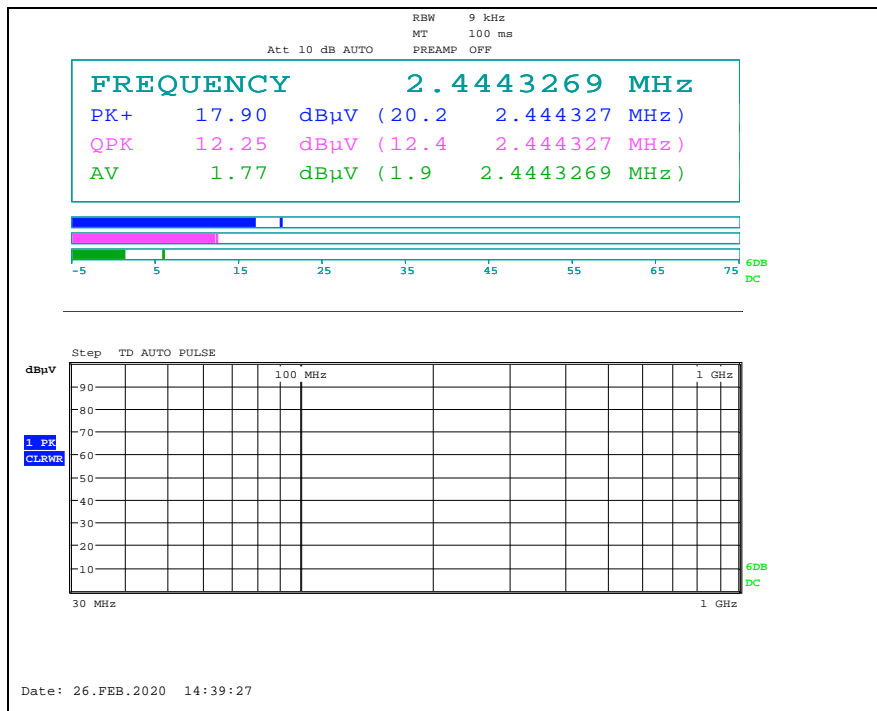 RBW 9 kHz
MT 100 ms
Att 10 dB AUTO PREAMP OFF
FREQUENCY 2.4443269 MHz
PK+ 17.90 dBµV (20.2 2.444327 MHz)
QPK 12.25 dBµV (12.4 2.444327 MHz)
AV 1.77 dBµV (1.9 2.4443269 MHz)
-5 5 15 25 35 45 55 65 75
6DB
DC
Step TD AUTO PULSE
dBµV
100 MHz 1 GHz
90
80
70
1 PK
CLRWR
60
50
40
30
20
10
6DB
DC
30 MHz 1 GHz
Date: 26.FEB.2020 14:39:27